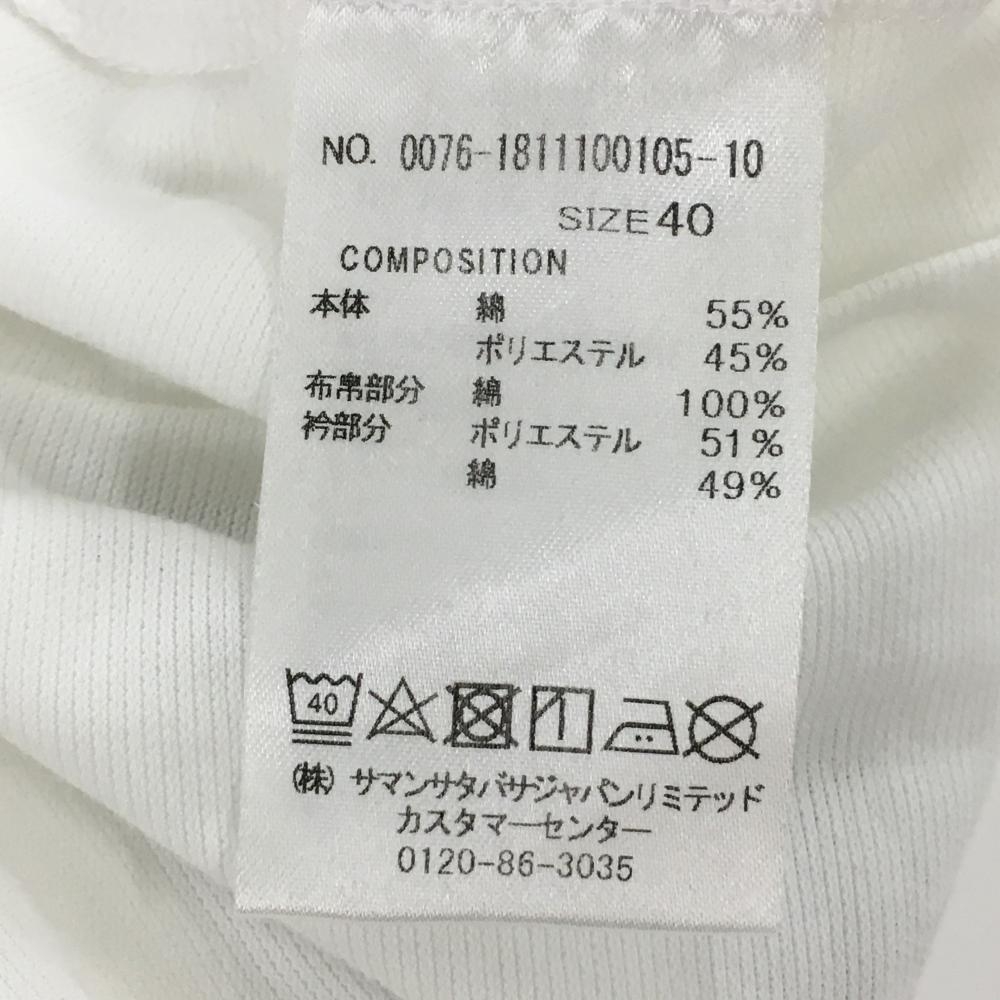 NO. 0076-1811100105-10
SIZE 40
COMPOSITION
本体 綿 55%
ポリエステル 45%
布帛部分 綿 100%
衿部分 ポリエステル 51%
綿 49%
40
(株) サマンサタバサジャパンリミテッド
カスタマーセンター
0120-86-3035